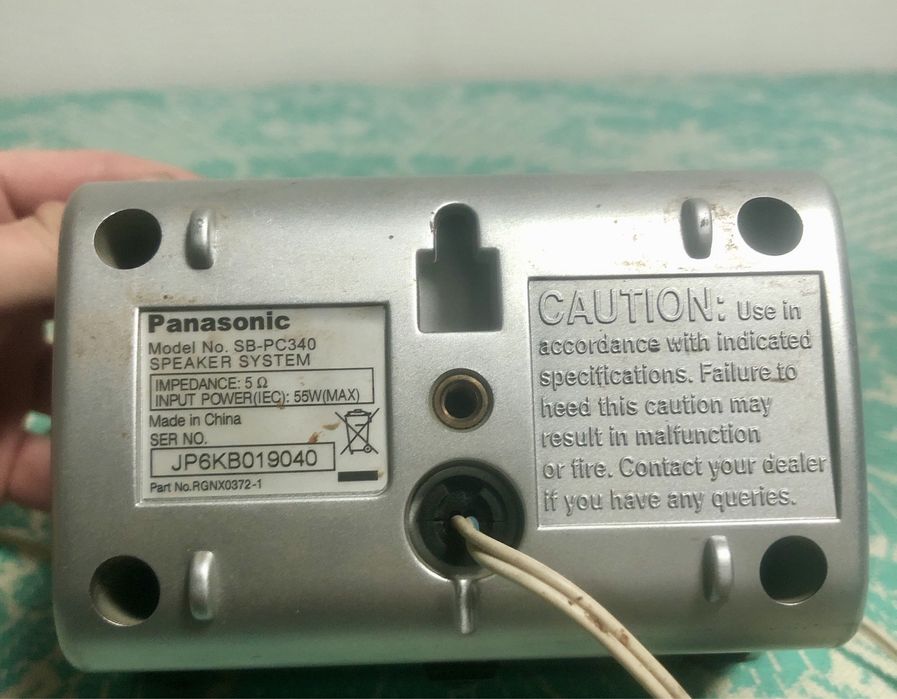 Panasonic
Model No. SB-PC340
SPEAKER SYSTEM
IMPEDANCE: 5 Ω
INPUT POWER(IEC): 55W(MAX)
Made in China
SER NO.
JP6KB019040
Part No.RGNX0372-1
CAUTION: Use in
accordance with indicated
specifications. Failure to
heed this caution may
result in malfunction
or fire. Contact your dealer
if you have any queries.